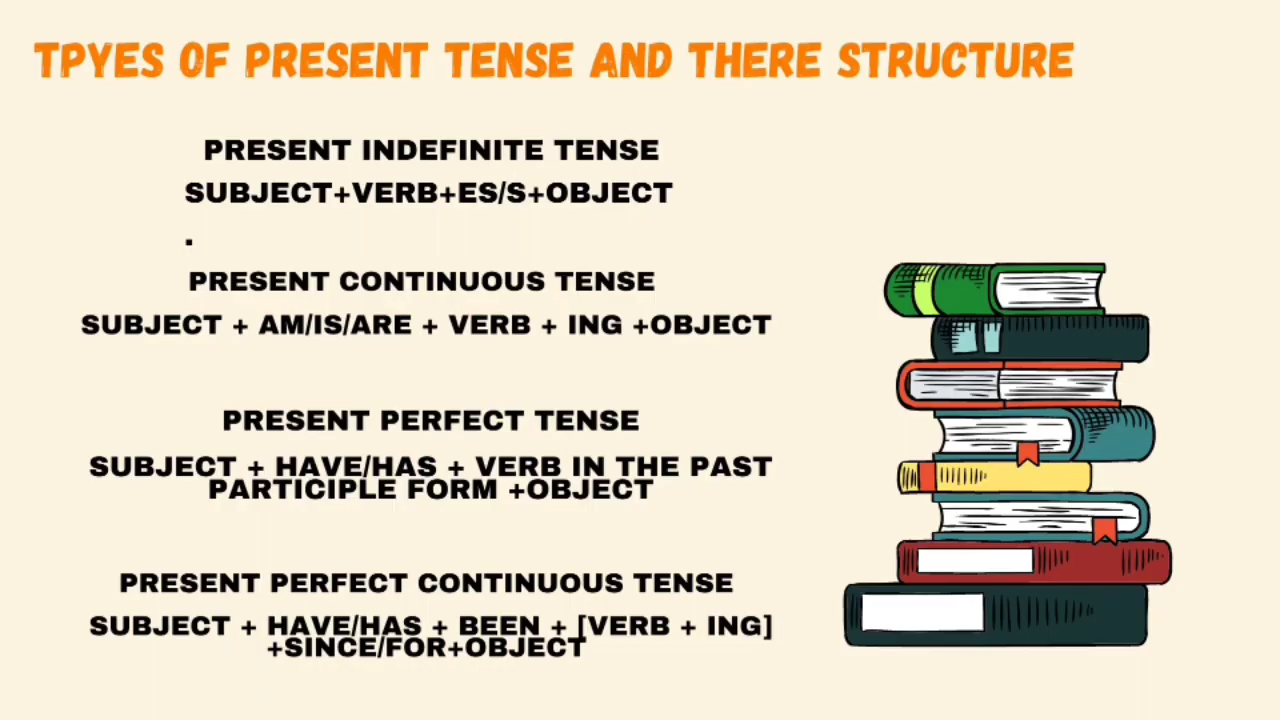 TPYES OF PRESENT TENSE AND THERE STRUCTURE
PRESENT INDEFINITE TENSE
SUBJECT+VERB+ES/S+OBJECT
.
PRESENT CONTINUOUS TENSE
SUBJECT + AM/IS/ARE + VERB + ING +OBJECT
PRESENT PERFECT TENSE
SUBJECT + HAVE/HAS + VERB IN THE PAST
PARTICIPLE FORM +OBJECT
PRESENT PERFECT CONTINUOUS TENSE
SUBJECT + HAVE/HAS + BEEN + [VERB + ING]
+SINCE/FOR+OBJECT